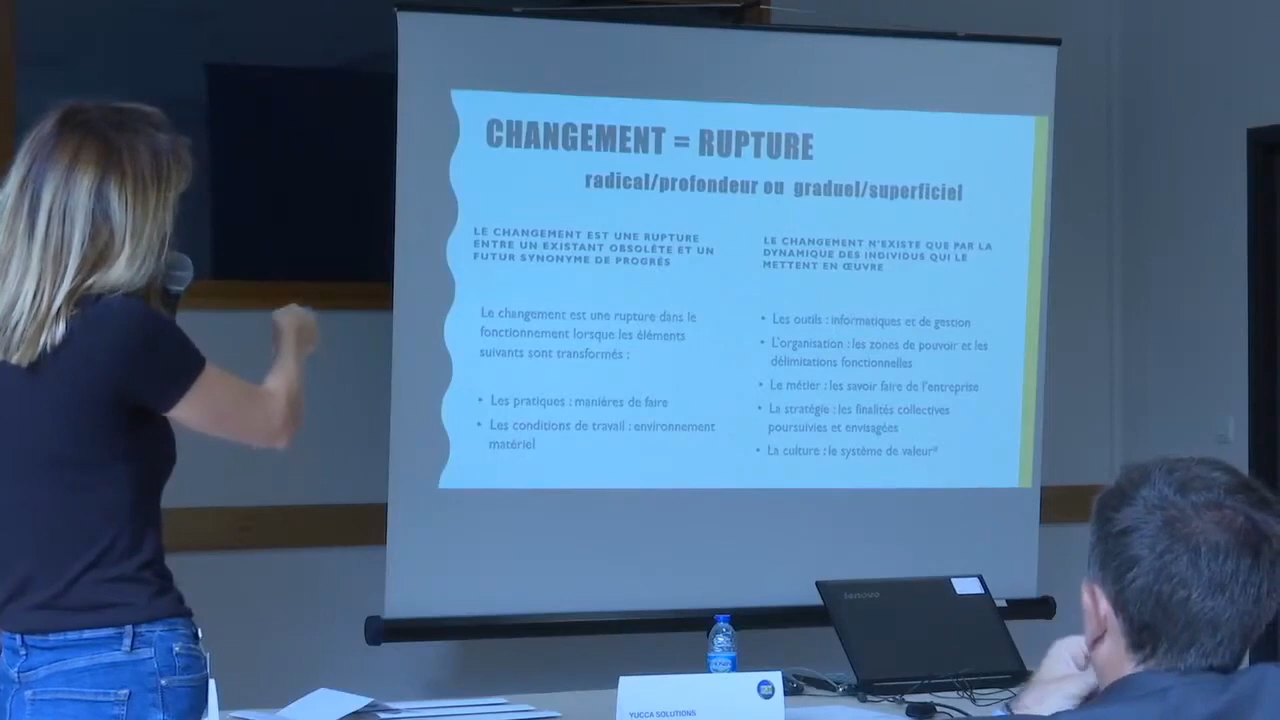 CHANGEMENT = RUPTURE
radical/profondeur ou graduel/superficiel
LE CHANGEMENT EST UNE RUPTURE
ENTRE UN EXISTANT OBSOLÈTE ET UN
FUTUR SYNONYME DE PROGRÉS
Le changement est une rupture dans le
fonctionnement lorsque les éléments
suivants sont transformés :
• Les pratiques : manières de faire
• Les conditions de travail : environnement
matériel
LE CHANGEMENT N'EXISTE QUE PAR LA
DYNAMIQUE DES INDIVIDUS QUI LE
METTENT EN ŒUVRE
• Les outils : informatiques et de gestion
• L'organisation : les zones de pouvoir et les
délimitations fonctionnelles
• Le métier : les savoir faire de l'entreprise
• La stratégie : les finalités collectives
poursuivies et envisagées
• La culture : le système de valeur
lenovo
YUCCA SOLUTIONS